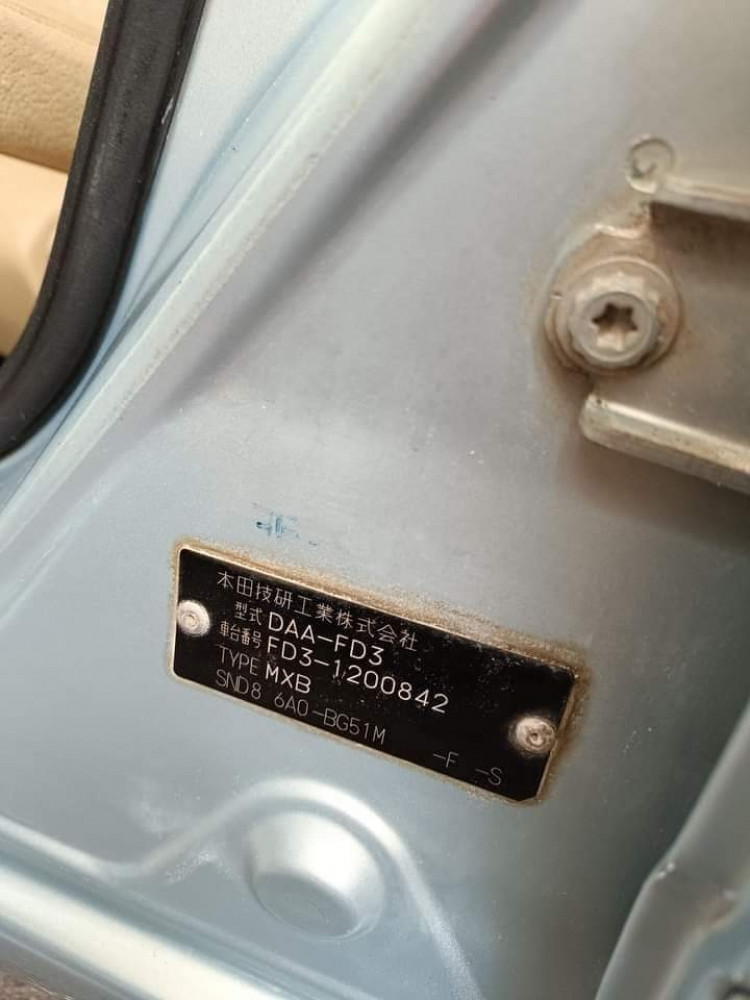 本田技研工業株式会社
型式 DAA-FD3
車台番号 FD3-1200842
TYPE MXB
SND8 6A0-BG51M -F -S